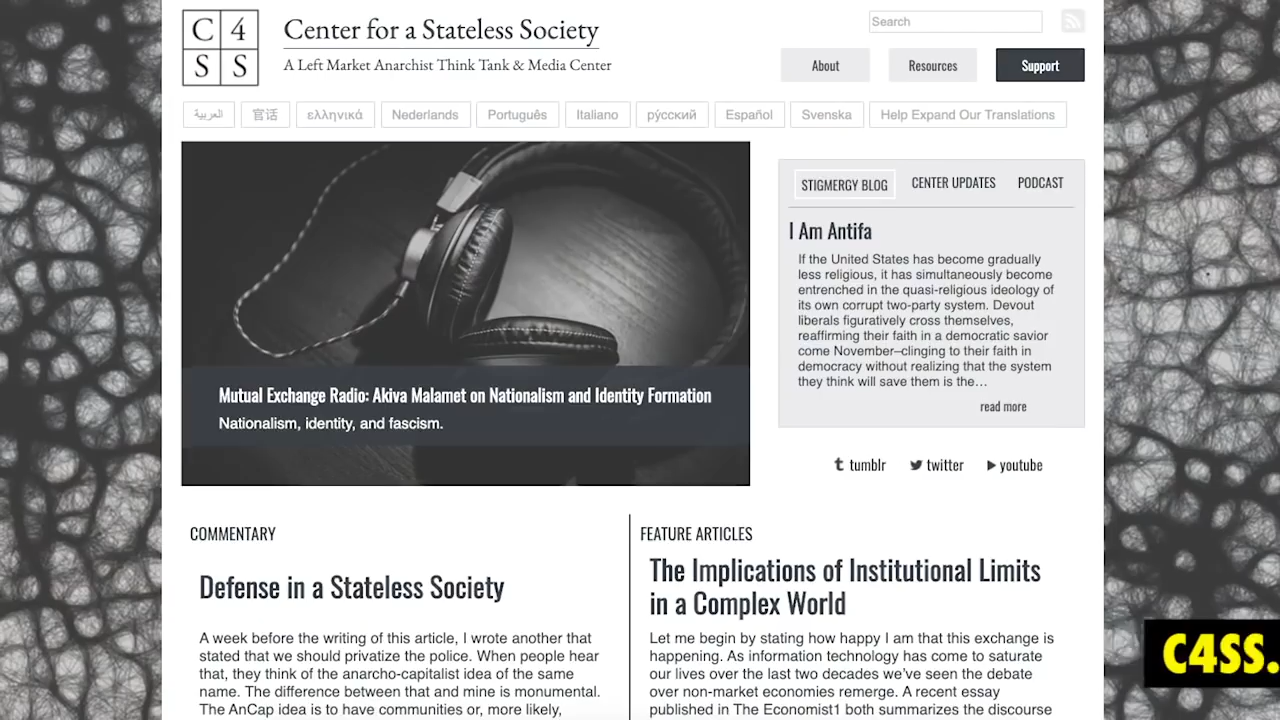 C 4
S S
Center for a Stateless Society
A Left Market Anarchist Think Tank & Media Center
Search
About
Resources
Support
العربية
官话
ελληνικά
Nederlands
Português
Italiano
ру́сский
Español
Svenska
Help Expand Our Translations
Mutual Exchange Radio: Akiva Malamet on Nationalism and Identity Formation
Nationalism, identity, and fascism.
STIGMERGY BLOG
CENTER UPDATES
PODCAST
I Am Antifa
If the United States has become gradually
less religious, it has simultaneously become
entrenched in the quasi-religious ideology of
its own corrupt two-party system. Devout
liberals figuratively cross themselves,
reaffirming their faith in a democratic savior
come November–clinging to their faith in
democracy without realizing that the system
they think will save them is the…
read more
tumblr
twitter
youtube
COMMENTARY
Defense in a Stateless Society
A week before the writing of this article, I wrote another that
stated that we should privatize the police. When people hear
that, they think of the anarcho-capitalist idea of the same
name. The difference between that and mine is monumental.
The AnCap idea is to have communities or, more likely,
FEATURE ARTICLES
The Implications of Institutional Limits
in a Complex World
Let me begin by stating how happy I am that this exchange is
happening. As information technology has come to saturate
our lives over the last two decades we’ve seen the debate
over non-market economies remerge. A recent essay
published in The Economist1 both summarizes the discourse
C4SS.